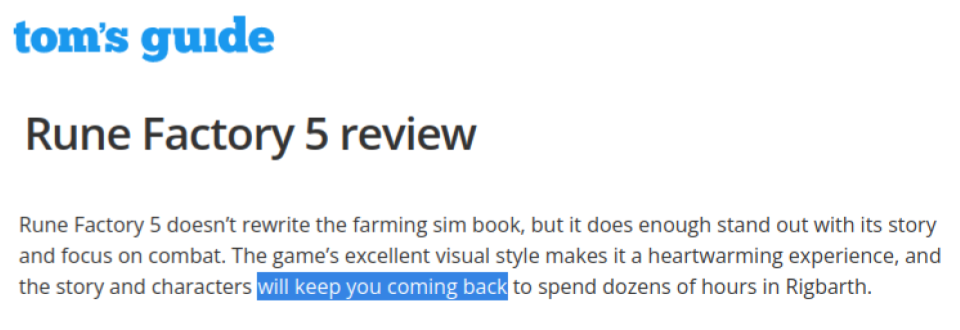 tom's guide
Rune Factory 5 review
Rune Factory 5 doesn't rewrite the farming sim book, but it does enough stand out with its story
and focus on combat. The game's excellent visual style makes it a heartwarming experience, and
the story and characters will keep you coming back to spend dozens of hours in Rigbarth.